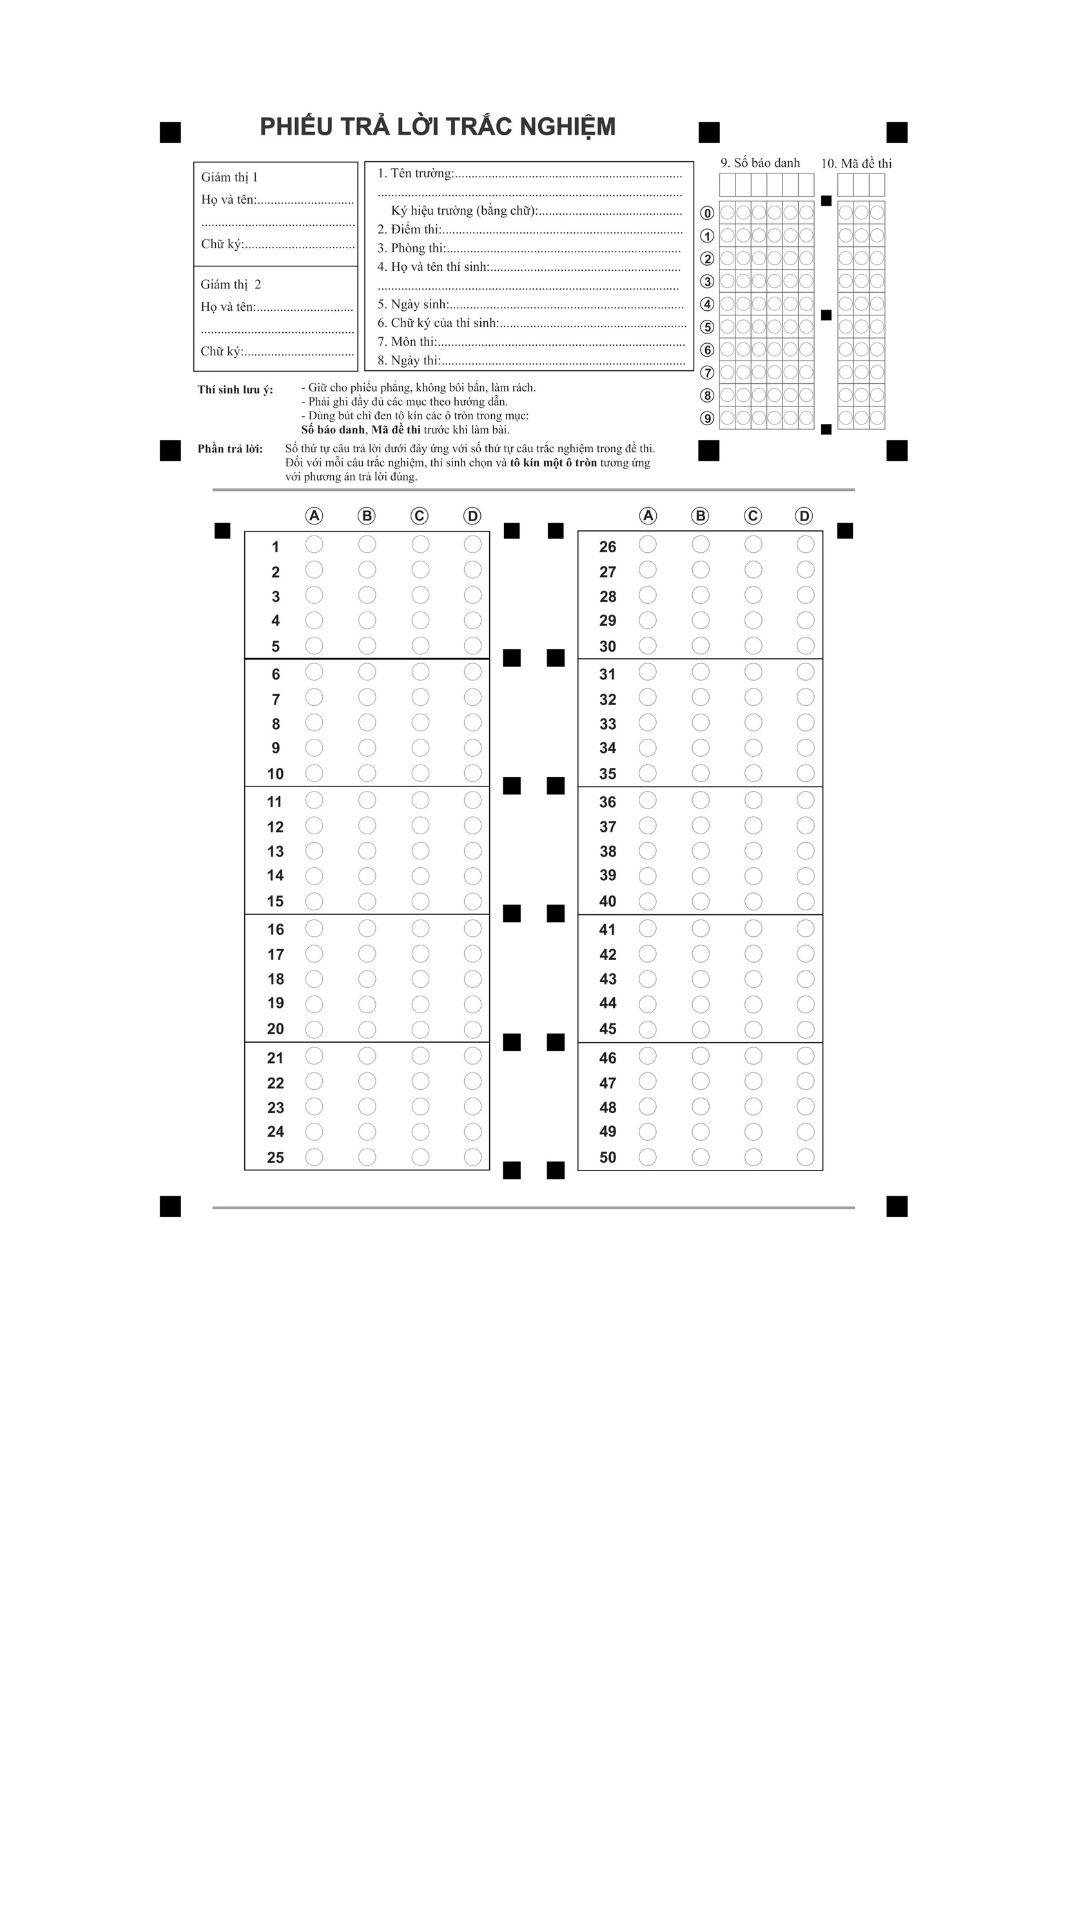 PHIẾU TRẢ LỜI TRẮC NGHIỆM
Giám thị 1
Họ và tên:.............................
..............................................
Chữ ký:.................................
Giám thị  2
Họ và tên:.............................
..............................................
Chữ ký:.................................
1. Tên trường:....................................................................
...........................................................................................
Ký hiệu trường (bằng chữ):...........................................
2. Điểm thi:........................................................................
3. Phòng thi:......................................................................
4. Họ và tên thí sinh:.........................................................
..........................................................................................
5. Ngày sinh:......................................................................
6. Chữ ký của thí sinh:........................................................
7. Môn thi:..........................................................................
8. Ngày thi:.........................................................................
9. Số báo danh
10. Mã đề thi
0
1
2
3
4
5
6
7
8
9
Thí sinh lưu ý:
- Giữ cho phiếu phẳng, không bôi bẩn, làm rách.
- Phải ghi đầy đủ các mục theo hướng dẫn.
- Dùng bút chì đen tô kín các ô tròn trong mục:
Số báo danh, Mã đề thi trước khi làm bài.
Phần trả lời:
Số thứ tự câu trả lời dưới đây ứng với số thứ tự câu trắc nghiệm trong đề thi.
Đối với mỗi câu trắc nghiệm, thí sinh chọn và tô kín một ô tròn tương ứng
với phương án trả lời đúng.
A B C D
1
2
3
4
5
6
7
8
9
10
11
12
13
14
15
16
17
18
19
20
21
22
23
24
25
A B C D
26
27
28
29
30
31
32
33
34
35
36
37
38
39
40
41
42
43
44
45
46
47
48
49
50